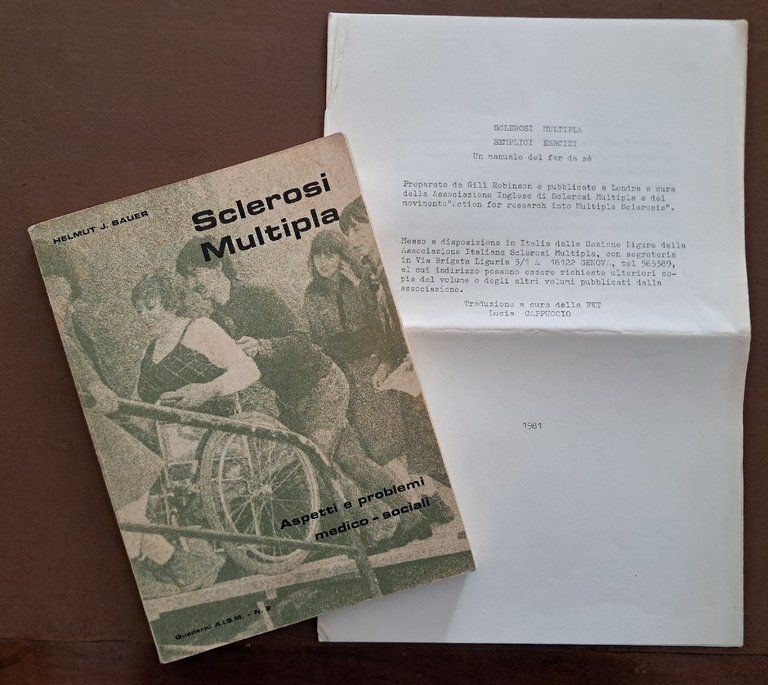 HELMUT J. BAUER
Sclerosi
Multipla
Aspetti e problemi
medico - sociali
Quaderni A.I.S.M. - N. 2
SCLEROSI MULTIPLA
SEMPLICI ESRCIZI
Un manuale del far da sè
Preparato da Gill Robinson e pubblicato a Londra a cura
della Associazione Inglese di Sclerosi Multipla e del
movimento "Action for research into Multiple Sclerosis".
Messo a disposizione in Italia dalla Sezione Ligure della
Associazione Italiana Sclerosi Multipla, con segreteria
in Via Brigata Liguria 3/1 A 16122 GENOVA, tel 565389,
al cui indirizzo possono essere richieste ulteriori co-
pie del volume o degli altri volumi pubblicati dalla
associazione.
Traduzione a cura della FKT
Lucia CAPPUCCIO
1981